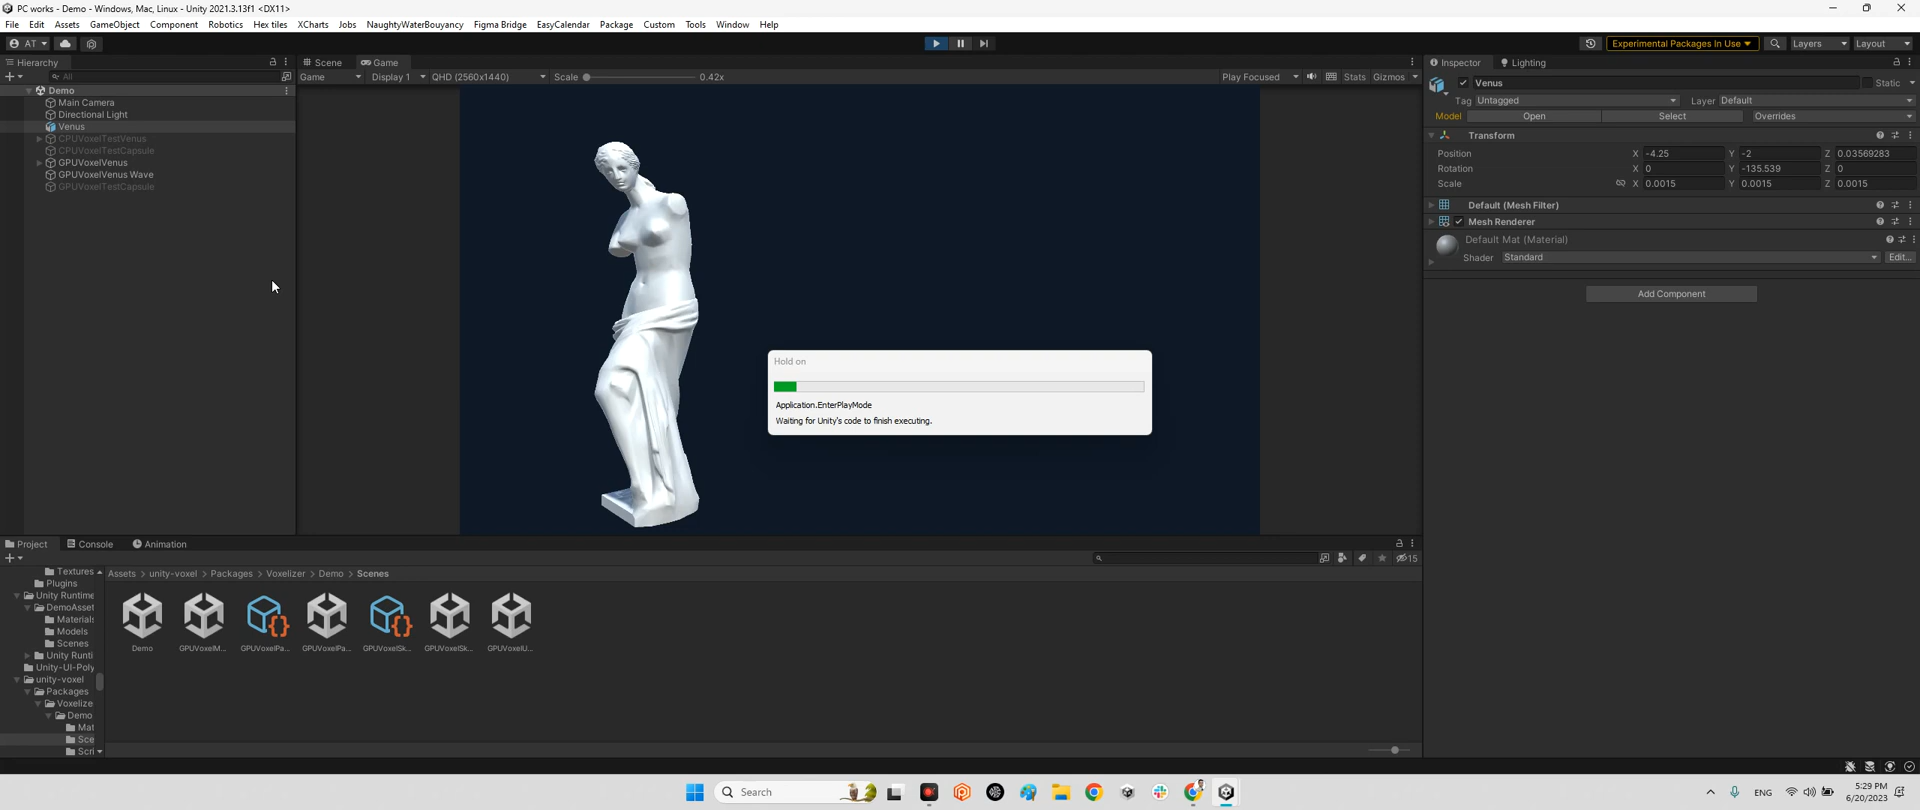 PC works - Demo - Windows, Mac, Linux - Unity 2021.3.13f1 <DX11>
File Edit Assets GameObject Component Tools Robotics Hex tiles XCharts Jobs NaughtyWaterBouyancy Figma Bridge EasyCalendar Package Custom Tools Window Help
AT
Experimental Packages In Use
Layers
Layout
Hierarchy
All
Demo
Main Camera
Directional Light
Venus
CPUVoxelTestVenus
CPUVoxelTestCapsule
GPUVoxelVenus
GPUVoxelVenus Wave
GPUVoxelTestCapsule
Scene
Game
Game
Display 1
QHD (2560x1440)
Scale
0.42x
Play Focused
Stats
Gizmos
Hold on
Application.EnterPlayMode
Waiting for Unity's code to finish executing.
Inspector
Lighting
Venus
Static
Tag Untagged
Layer Default
Model Open Select Overrides
Transform
Position X -4.25 Y -2 Z 0.03569283
Rotation X 0 Y -135.539 Z 0
Scale X 0.0015 Y 0.0015 Z 0.0015
Default (Mesh Filter)
Mesh Renderer
Default Mat (Material)
Shader Standard Edit...
Add Component
Project
Console
Animation
15
Textures
Plugins
Unity Runtime
DemoAsset
Materials
Models
Scenes
Unity Runti
Unity-UI-Poly
unity-voxel
Packages
Voxelize
Demo
Mat
Sce
Scri
Assets > unity-voxel > Packages > Voxelizer > Demo > Scenes
Demo
GPUVoxelM...
GPUVoxelPa...
GPUVoxelPa...
GPUVoxelSk...
GPUVoxelSk...
GPUVoxelU...
Search
ENG
5:29 PM
6/20/2023